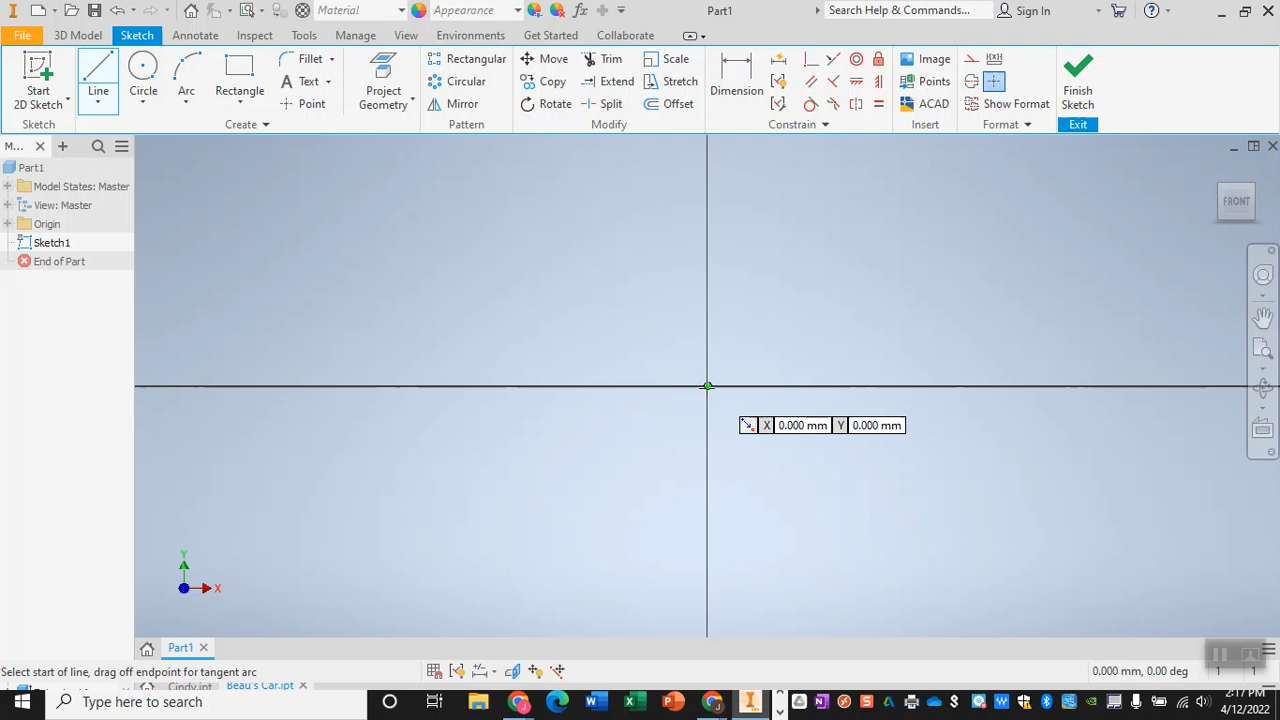 Material
Appearance
fx
Part1
Search Help & Commands...
Sign In
File
3D Model
Sketch
Annotate
Inspect
Tools
Manage
View
Environments
Get Started
Collaborate
Start
2D Sketch
Line
Circle
Arc
Rectangle
Fillet
Text
Point
Project
Geometry
Rectangular
Circular
Mirror
Move
Copy
Rotate
Trim
Extend
Split
Scale
Stretch
Offset
Dimension
Image
Points
ACAD
Show Format
Finish
Sketch
Sketch
Create
Pattern
Modify
Constrain
Insert
Format
Exit
M...
Part1
Model States: Master
View: Master
Origin
Sketch1
End of Part
FRONT
X 0.000 mm Y 0.000 mm
Y
X
Part1
Select start of line, drag off endpoint for tangent arc
0.000 mm, 0.00 deg 1 1
Cindy.ipt
Beau's Car.ipt
Type here to search
2:17 PM
4/12/2022